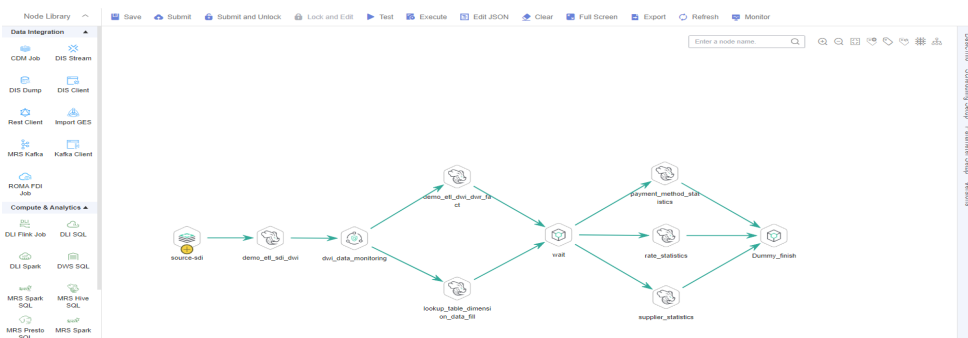 Node Library
Save Submit Submit and Unlock Lock and Edit Test Execute Edit JSON Clear Full Screen Export Refresh Monitor
Data Integration
CDM Job DIS Stream
DIS Dump DIS Client
Rest Client Import GES
MRS Kafka Kafka Client
ROMA FDI
Job
Compute & Analytics
DLI Flink Job DLI SQL
DLI Spark DWS SQL
MRS Spark
SQL
MRS Hive
SQL
MRS Presto
SQL
MRS Spark
Enter a node name.
source-sdi
demo_etl_sdi_dwi
dwi_data_monitoring
demo_etl_dwi_dwr_fa
ct
lookup_table_dimensi
on_data_fill
wait
payment_method_stat
istics
rate_statistics
supplier_statistics
Dummy_finish